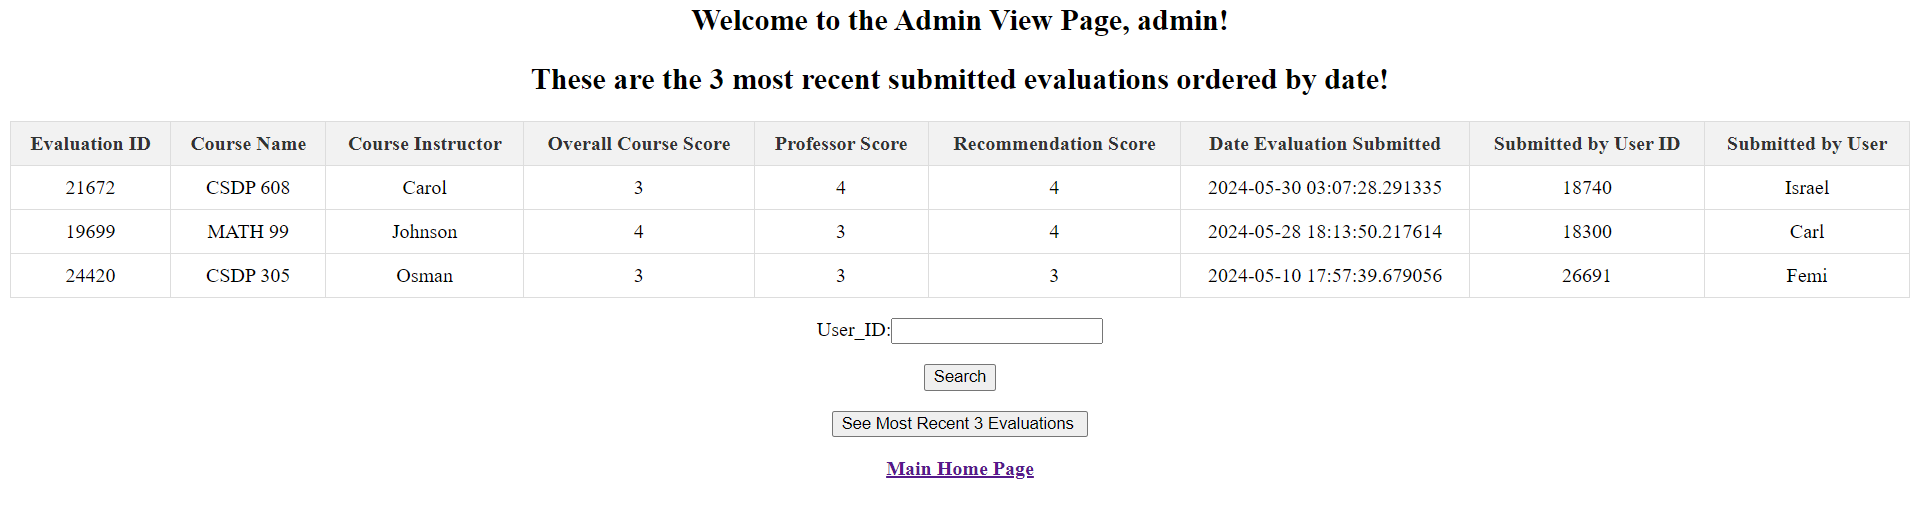 Welcome to the Admin View Page, admin!
These are the 3 most recent submitted evaluations ordered by date!
Evaluation ID Course Name Course Instructor Overall Course Score Professor Score Recommendation Score Date Evaluation Submitted Submitted by User ID Submitted by User
21672 CSDP 608 Carol 3 4 4 2024-05-30 03:07:28.291335 18740 Israel
19699 MATH 99 Johnson 4 3 4 2024-05-28 18:13:50.217614 18300 Carl
24420 CSDP 305 Osman 3 3 3 2024-05-10 17:57:39.679056 26691 Femi
User_ID:
Search
See Most Recent 3 Evaluations
Main Home Page